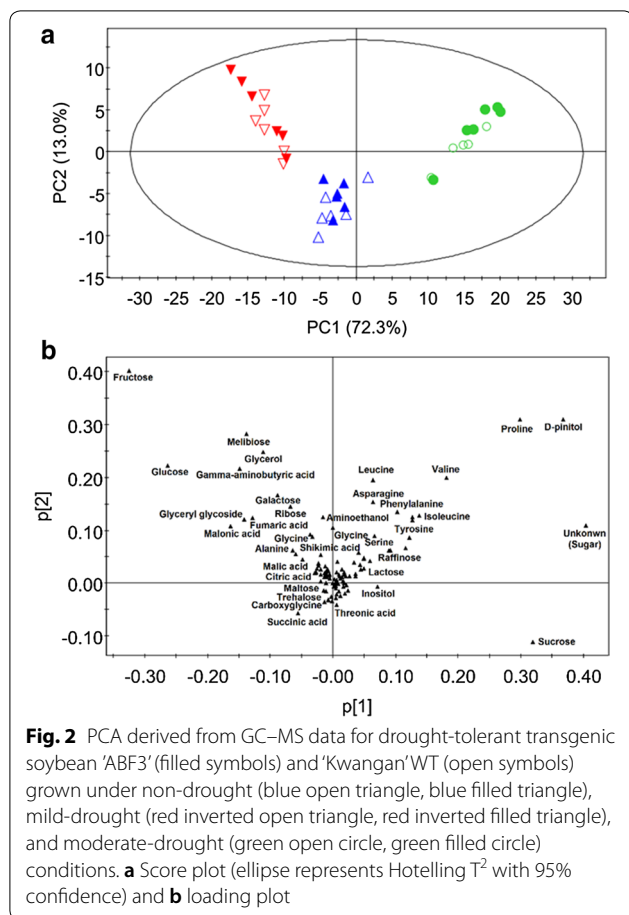 a
PC2 (13.0%)
10
5
0
-5
-10
-15
-30 -25 -20 -15 -10 -5 0 5 10 15 20 25 30
PC1 (72.3%)
b
p[2]
0.40
0.30
0.20
0.10
0.00
-0.10
Fructose
Melibiose
Glycerol
Glucose
Gamma-aminobutyric acid
Galactose
Ribose
Glyceryl glycoside
Fumaric acid
Malonic acid
Glycine
Alanine
Shikimic acid
Malic acid
Citric acid
Maltose
Trehalose
Carboxyglycine
Succinic acid
Proline
D-pinitol
Leucine
Valine
Asparagine
Phenylalanine
Aminoethanol
Isoleucine
Glycine
Tyrosine
Serine
Raffinose
Unkonwn
(Sugar)
Lactose
Inositol
Threonic acid
Sucrose
-0.30 -0.20 -0.10 -0.00 0.10 0.20 0.30 0.40
p[1]
Fig. 2 PCA derived from GC–MS data for drought-tolerant transgenic
soybean 'ABF3' (filled symbols) and 'Kwangan' WT (open symbols)
grown under non-drought (blue open triangle, blue filled triangle),
mild-drought (red inverted open triangle, red inverted filled triangle),
and moderate-drought (green open circle, green filled circle)
conditions. a Score plot (ellipse represents Hotelling T² with 95%
confidence) and b loading plot